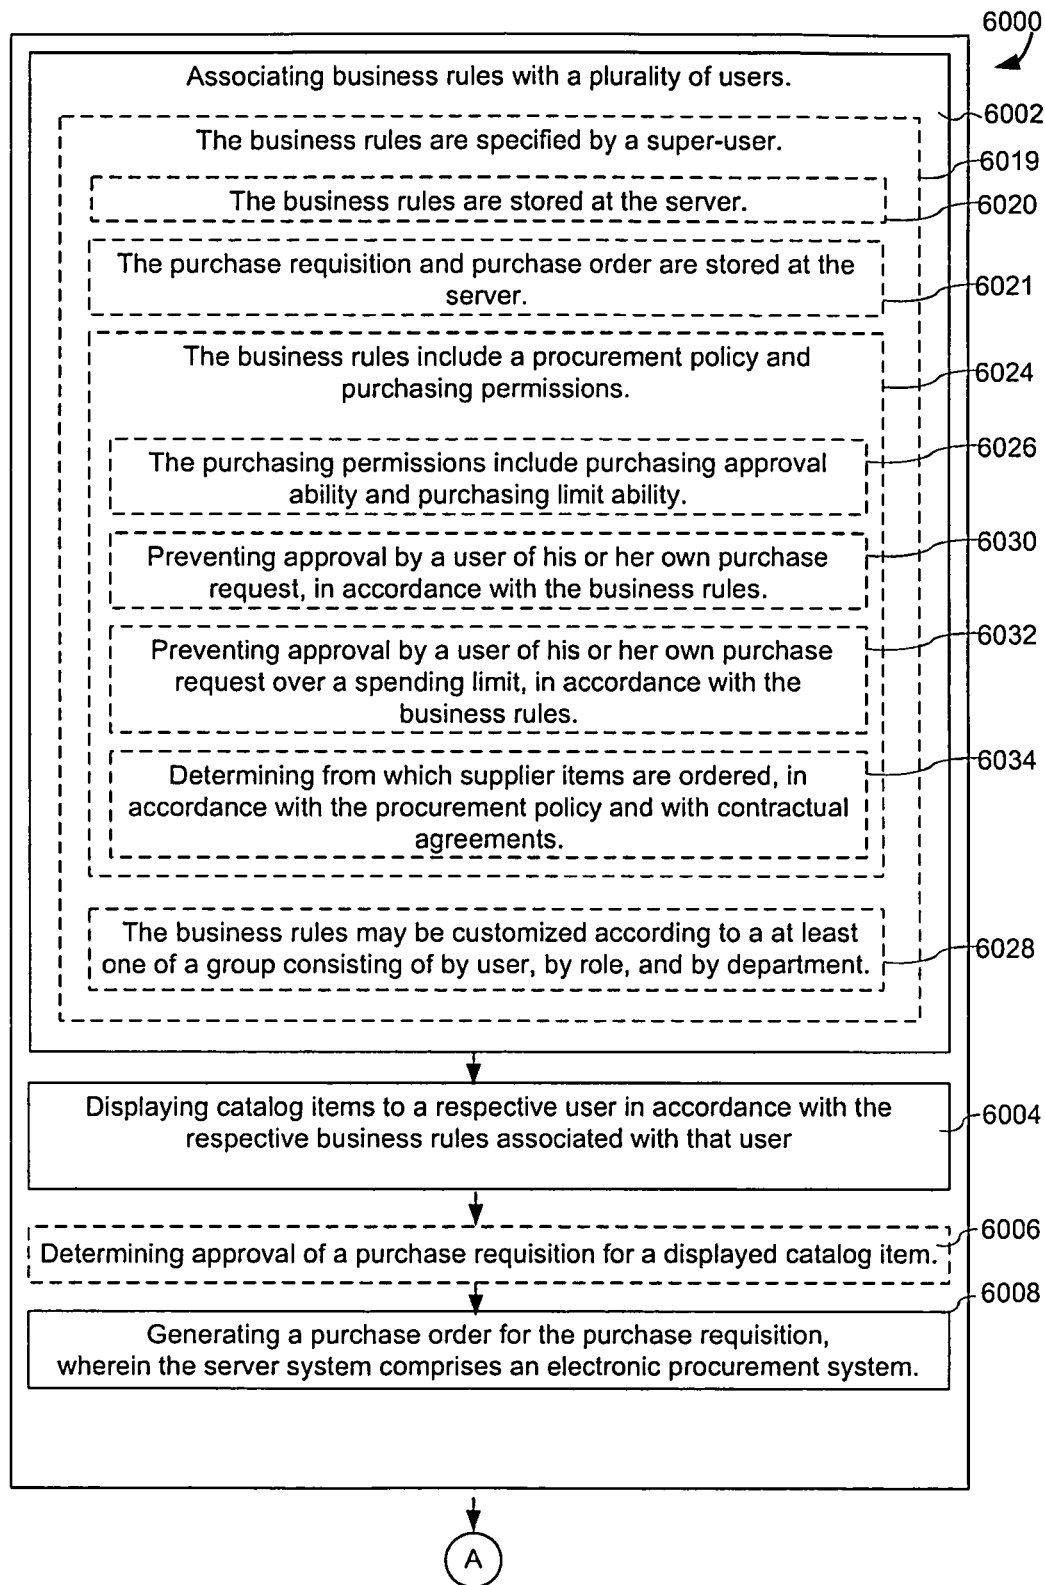 6000
Associating business rules with a plurality of users.
6002
The business rules are specified by a super-user.
6019
The business rules are stored at the server.
6020
The purchase requisition and purchase order are stored at the
server.
6021
The business rules include a procurement policy and
purchasing permissions.
6024
The purchasing permissions include purchasing approval
ability and purchasing limit ability.
6026
Preventing approval by a user of his or her own purchase
request, in accordance with the business rules.
6030
Preventing approval by a user of his or her own purchase
request over a spending limit, in accordance with the
business rules.
6032
Determining from which supplier items are ordered, in
accordance with the procurement policy and with contractual
agreements.
6034
The business rules may be customized according to a at least
one of a group consisting of by user, by role, and by department.
6028
Displaying catalog items to a respective user in accordance with the
respective business rules associated with that user
6004
Determining approval of a purchase requisition for a displayed catalog item.
6006
Generating a purchase order for the purchase requisition,
wherein the server system comprises an electronic procurement system.
6008
A